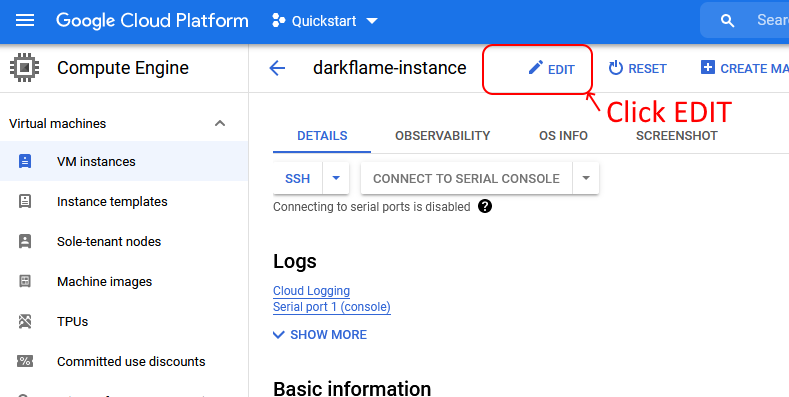 Google Cloud Platform
Quickstart
Sear
Compute Engine
darkflame-instance
EDIT
RESET
CREATE MA
Click EDIT
Virtual machines
VM instances
Instance templates
Sole-tenant nodes
Machine images
TPUs
Committed use discounts
DETAILS
OBSERVABILITY
OS INFO
SCREENSHOT
SSH
CONNECT TO SERIAL CONSOLE
Connecting to serial ports is disabled
Logs
Cloud Logging
Serial port 1 (console)
SHOW MORE
Basic information